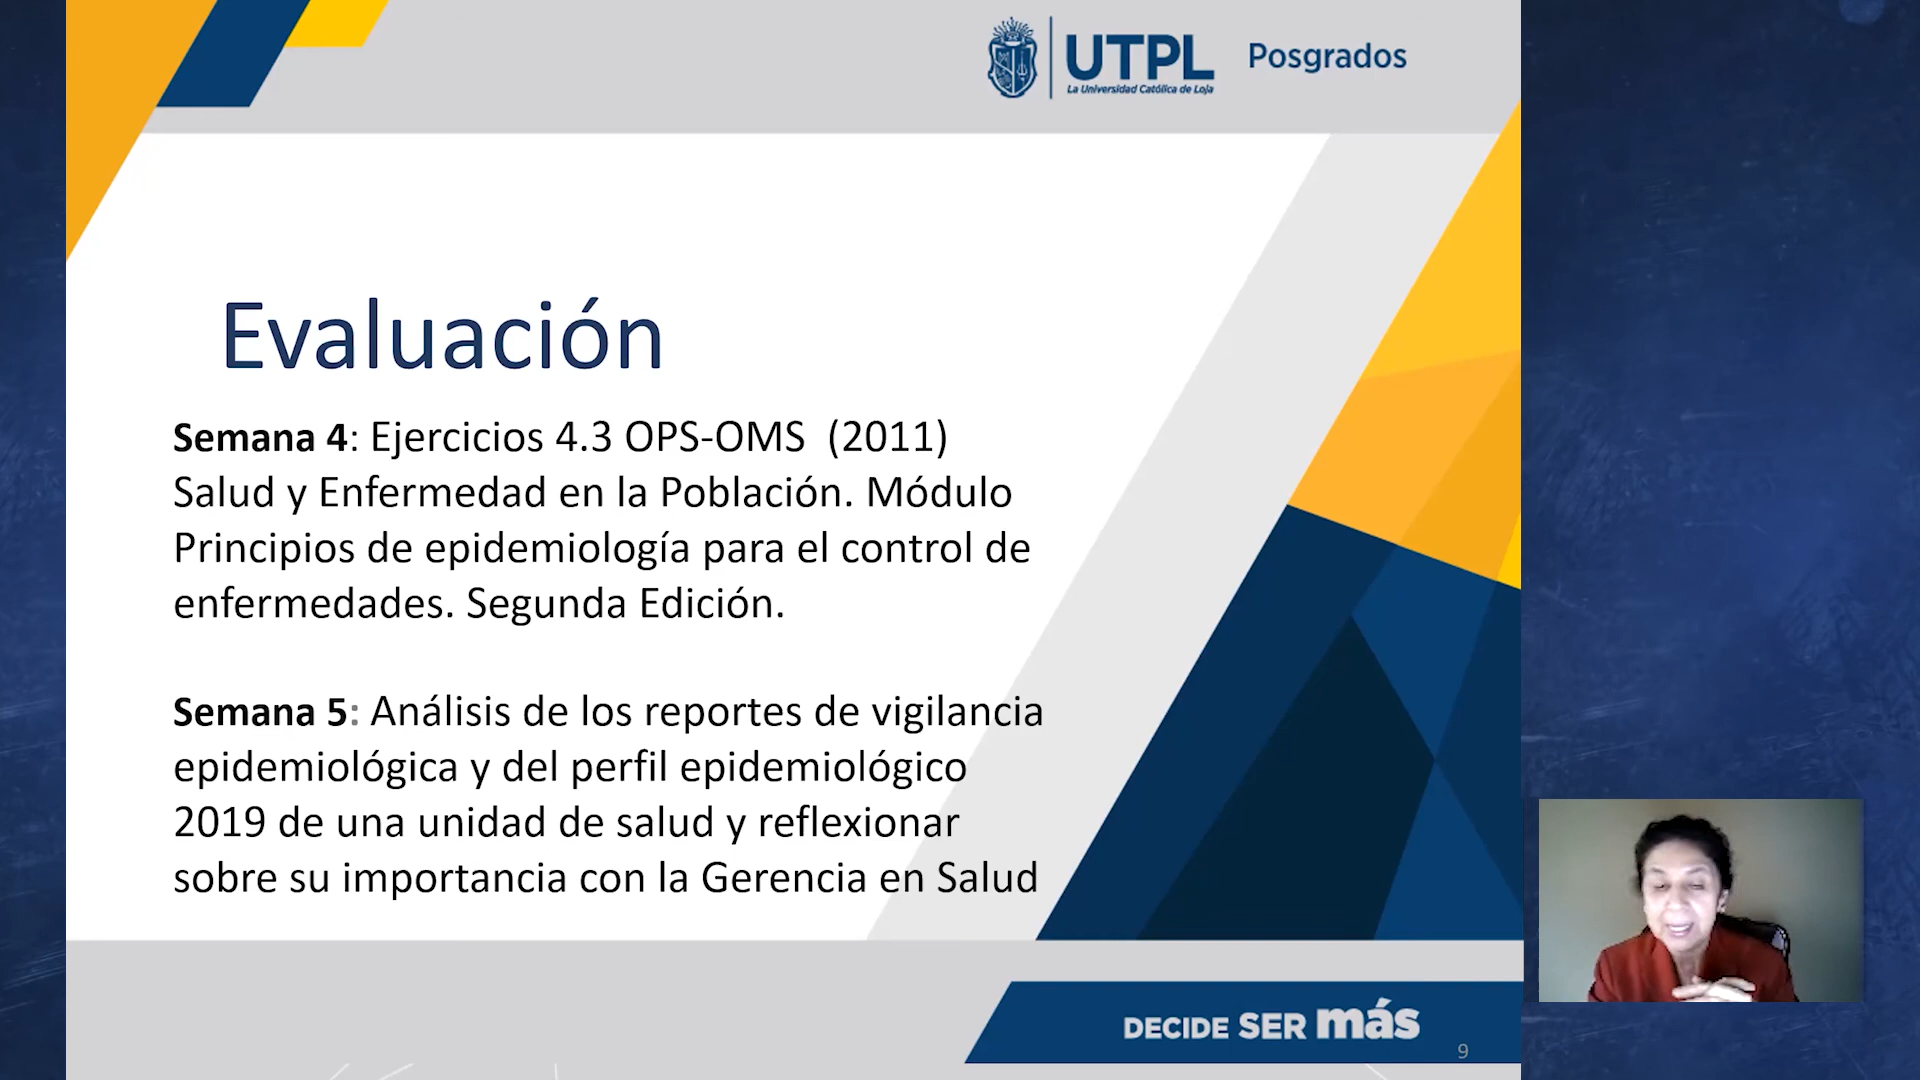 UTPL
La Universidad Católica de Loja
Posgrados
Evaluación
Semana 4: Ejercicios 4.3 OPS-OMS (2011)
Salud y Enfermedad en la Población. Módulo
Principios de epidemiología para el control de
enfermedades. Segunda Edición.
Semana 5: Análisis de los reportes de vigilancia
epidemiológica y del perfil epidemiológico
2019 de una unidad de salud y reflexionar
sobre su importancia con la Gerencia en Salud
DECIDE SER más
9